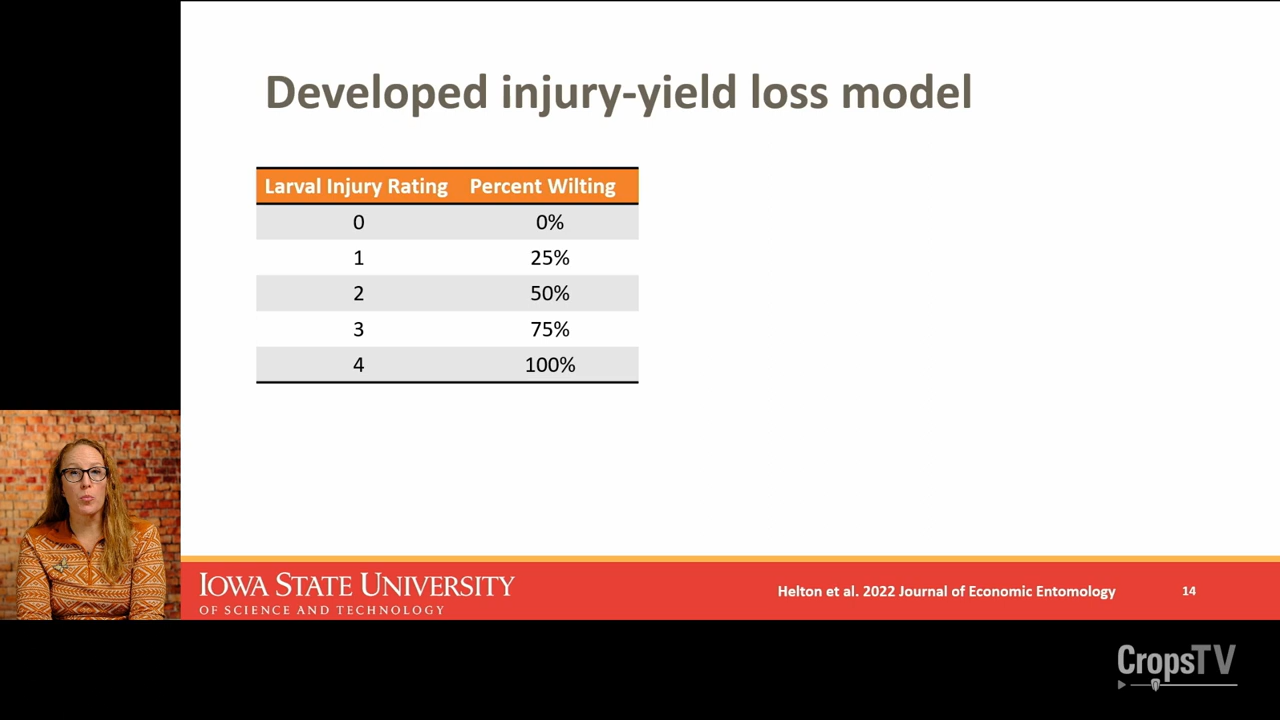 Developed injury-yield loss model
Larval Injury Rating Percent Wilting
0 0%
1 25%
2 50%
3 75%
4 100%
IOWA STATE UNIVERSITY
OF SCIENCE AND TECHNOLOGY
Helton et al. 2022 Journal of Economic Entomology 14
CropsTV